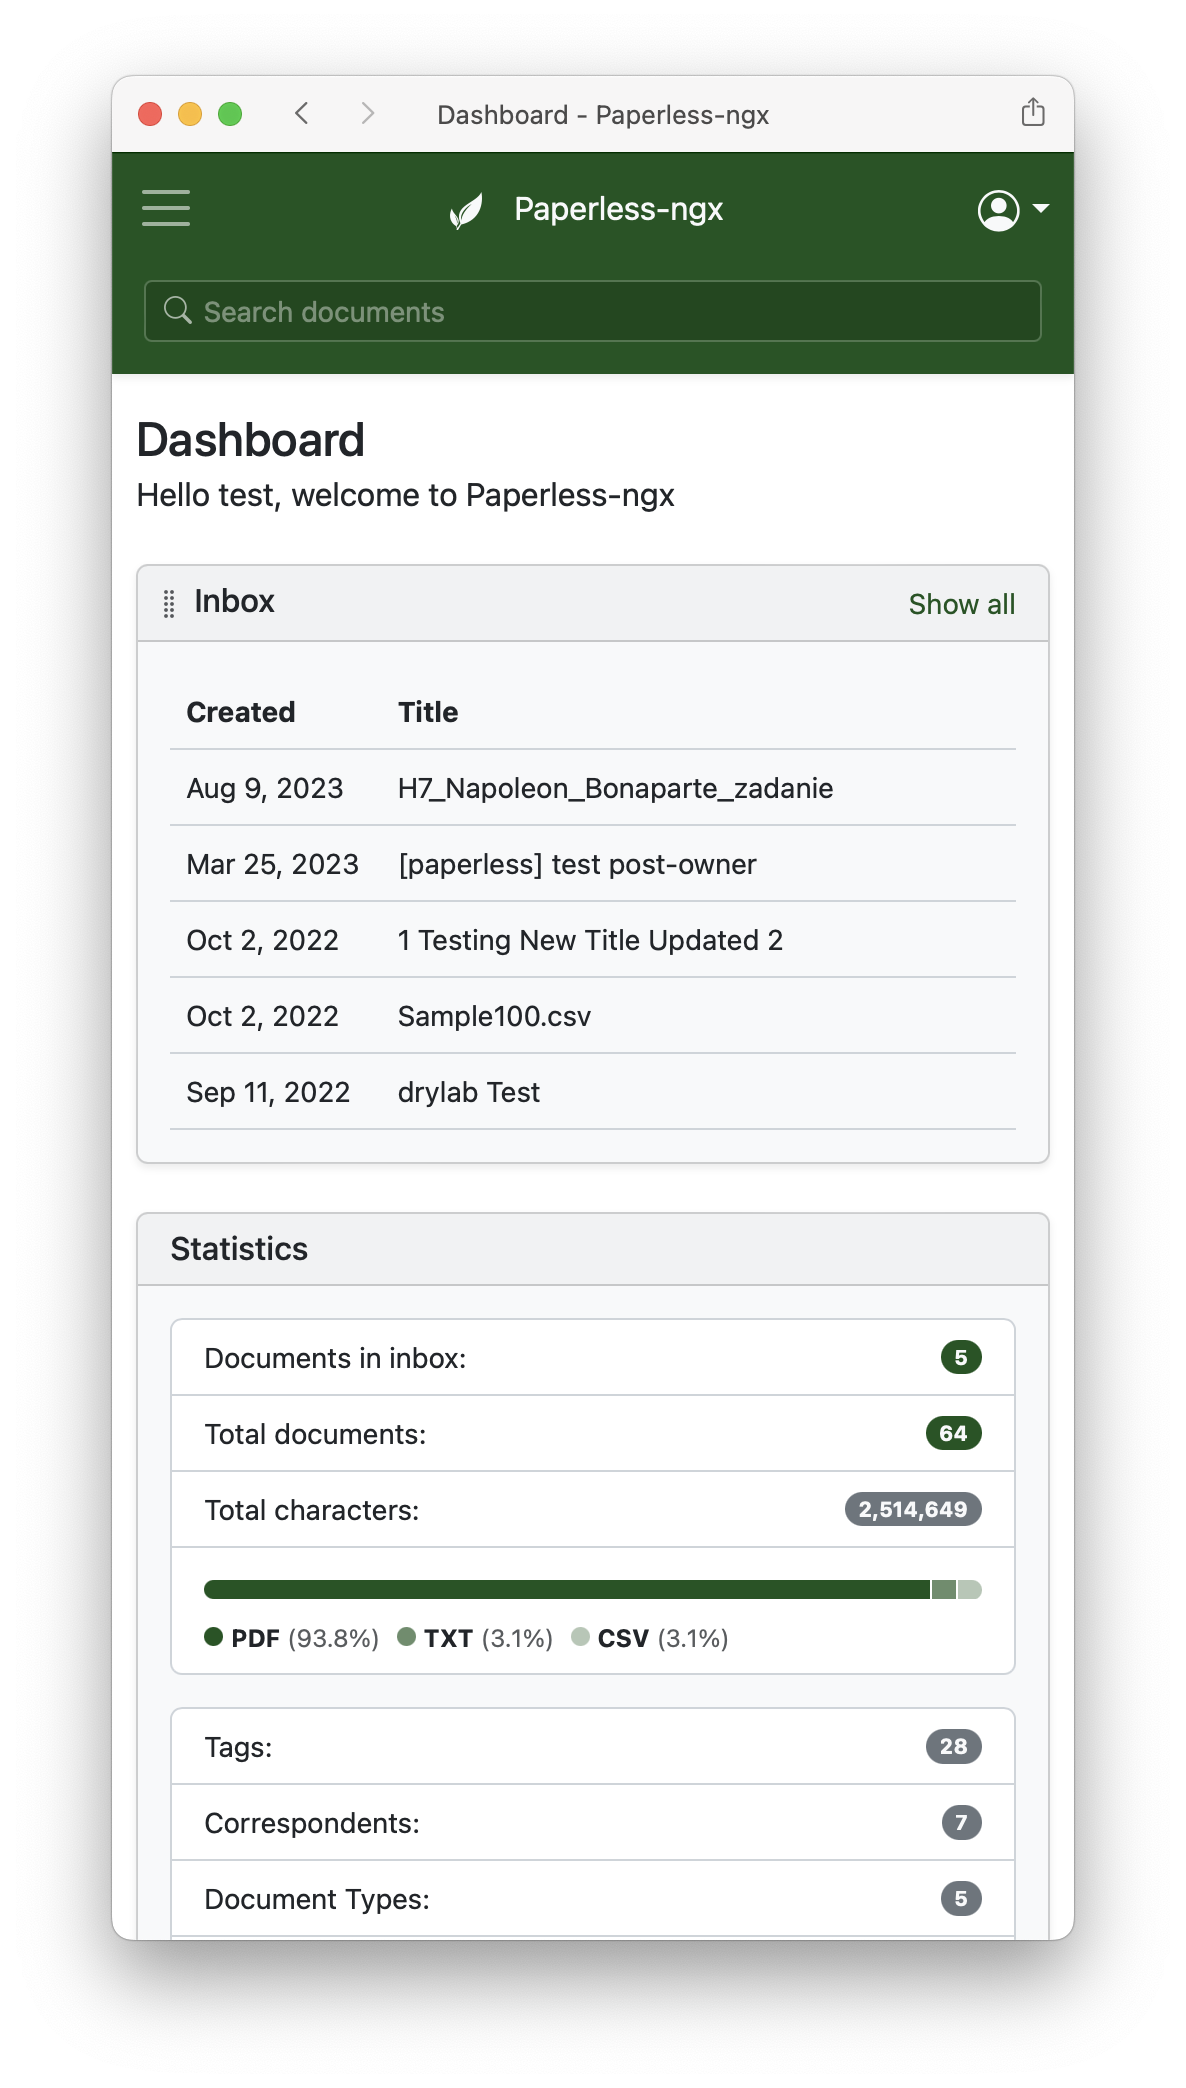 Dashboard - Paperless-ngx
Paperless-ngx
Search documents
Dashboard
Hello test, welcome to Paperless-ngx
Inbox Show all
Created Title
Aug 9, 2023 H7_Napoleon_Bonaparte_zadanie
Mar 25, 2023 [paperless] test post-owner
Oct 2, 2022 1 Testing New Title Updated 2
Oct 2, 2022 Sample100.csv
Sep 11, 2022 drylab Test
Statistics
Documents in inbox: 5
Total documents: 64
Total characters: 2,514,649
PDF (93.8%) TXT (3.1%) CSV (3.1%)
Tags: 28
Correspondents: 7
Document Types: 5